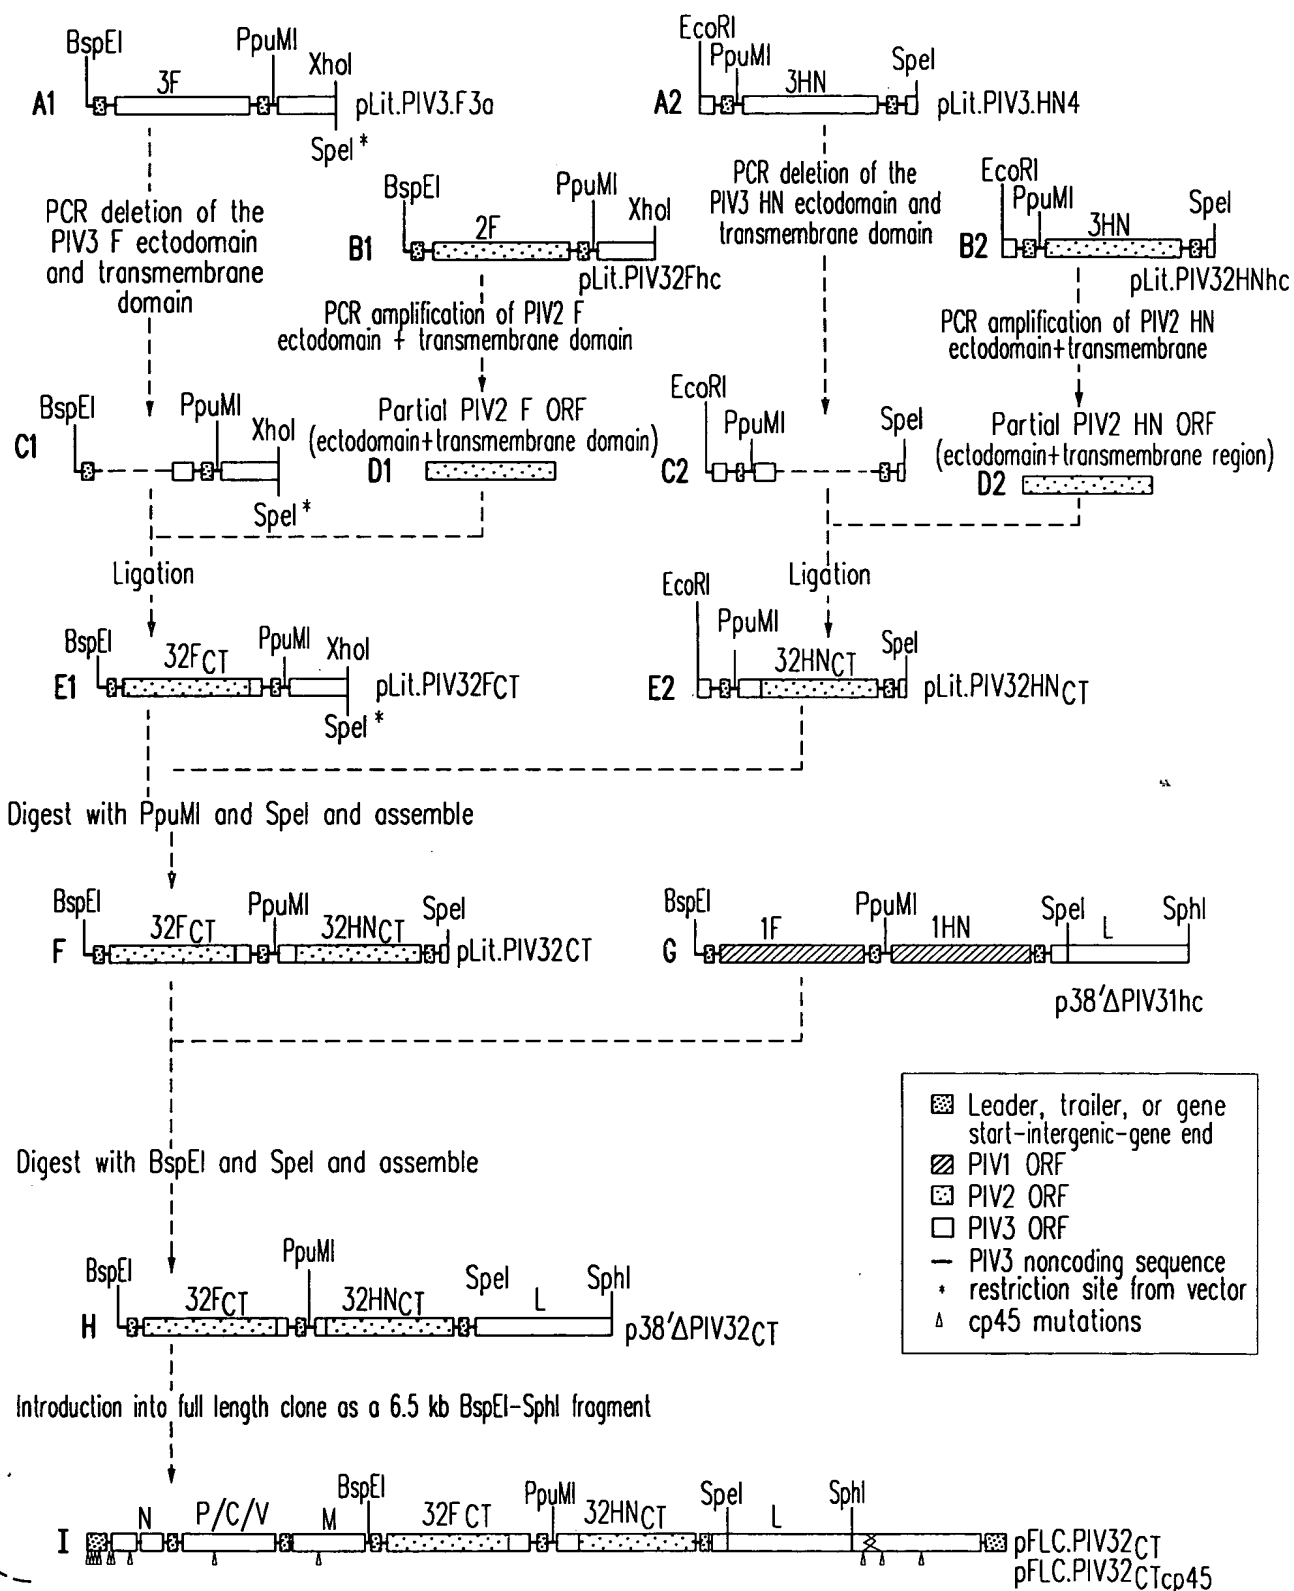 BspEI
PpuMI
XhoI
3F
A1
pLit.PIV3.F3a
SpeI *
EcoRI
PpuMI
SpeI
3HN
A2
pLit.PIV3.HN4
PCR deletion of the
PIV3 F ectodomain
and transmembrane
domain
BspEI
PpuMI
XhoI
2F
B1
pLit.PIV32Fhc
PCR amplification of PIV2 F
ectodomain + transmembrane domain
PCR deletion of the
PIV3 HN ectodomain and
transmembrane domain
EcoRI
PpuMI
SpeI
3HN
B2
pLit.PIV32HNhc
PCR amplification of PIV2 HN
ectodomain+transmembrane
BspEI
PpuMI
XhoI
C1
SpeI *
Partial PIV2 F ORF
(ectodomain+transmembrane domain)
D1
EcoRI
PpuMI
SpeI
C2
Partial PIV2 HN ORF
(ectodomain+transmembrane region)
D2
Ligation
Ligation
BspEI
PpuMI
XhoI
32FCT
E1
pLit.PIV32FCT
SpeI *
EcoRI
PpuMI
SpeI
32HNCT
E2
pLit.PIV32HNCT
Digest with PpuMI and SpeI and assemble
BspEI
PpuMI
SpeI
32FCT
32HNCT
F
pLit.PIV32CT
BspEI
PpuMI
SpeI
SphI
1F
1HN
L
G
p38'ΔPIV31hc
Leader, trailer, or gene
start-intergenic-gene end
PIV1 ORF
PIV2 ORF
PIV3 ORF
PIV3 noncoding sequence
* restriction site from vector
cp45 mutations
Digest with BspEI and SpeI and assemble
BspEI
PpuMI
SpeI
SphI
32FCT
32HNCT
L
H
p38'ΔPIV32CT
Introduction into full length clone as a 6.5 kb BspEI-SphI fragment
N
P/C/V
M
BspEI
32F CT
PpuMI
32HNCT
SpeI
L
SphI
I
pFLC.PIV32CT
pFLC.PIV32CTcp45